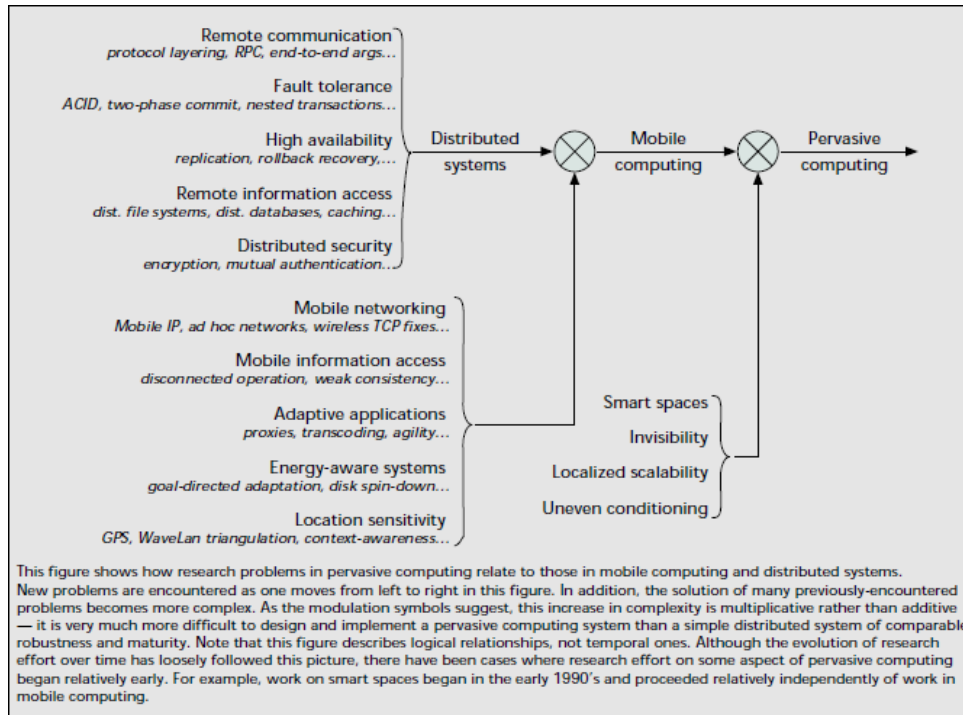 Remote communication
protocol layering, RPC, end-to-end args...
Fault tolerance
ACID, two-phase commit, nested transactions...
High availability
replication, rollback recovery,...
Remote information access
dist. file systems, dist. databases, caching...
Distributed security
encryption, mutual authentication...
Distributed
systems
Mobile
computing
Pervasive
computing
Mobile networking
Mobile IP, ad hoc networks, wireless TCP fixes...
Mobile information access
disconnected operation, weak consistency...
Adaptive applications
proxies, transcoding, agility...
Energy-aware systems
goal-directed adaptation, disk spin-down...
Location sensitivity
GPS, WaveLan triangulation, context-awareness...
Smart spaces
Invisibility
Localized scalability
Uneven conditioning
This figure shows how research problems in pervasive computing relate to those in mobile computing and distributed systems.
New problems are encountered as one moves from left to right in this figure. In addition, the solution of many previously-encountered
problems becomes more complex. As the modulation symbols suggest, this increase in complexity is multiplicative rather than additive
— it is very much more difficult to design and implement a pervasive computing system than a simple distributed system of comparable
robustness and maturity. Note that this figure describes logical relationships, not temporal ones. Although the evolution of research
effort over time has loosely followed this picture, there have been cases where research effort on some aspect of pervasive computing
began relatively early. For example, work on smart spaces began in the early 1990's and proceeded relatively independently of work in
mobile computing.